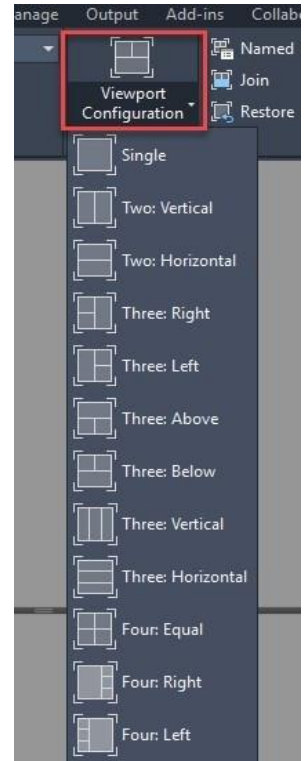 anage Output Add-ins Collab
Named
Join
Viewport
Configuration
Restore
Single
Two: Vertical
Two: Horizontal
Three: Right
Three: Left
Three: Above
Three: Below
Three: Vertical
Three: Horizontal
Four: Equal
Four: Right
Four: Left